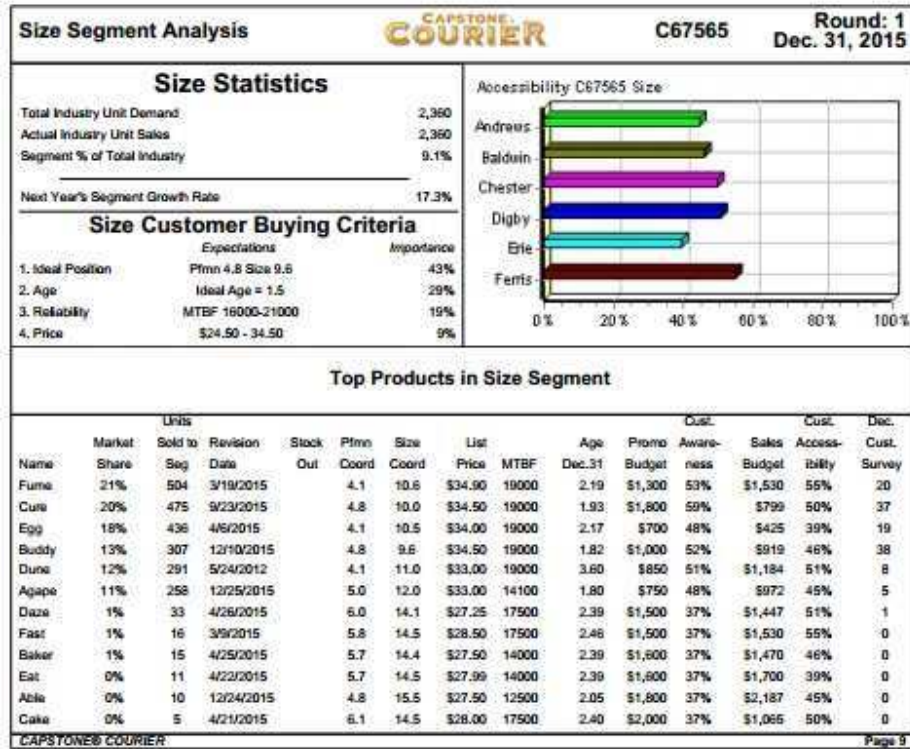 Size Segment Analysis
CAPSTONE
COURIER
C67565
Round: 1
Dec. 31, 2015
Size Statistics
Total Industry Unit Demand 2,360
Actual Industry Unit Sales 2,360
Segment % of Total Industry 9.1%
Next Year's Segment Growth Rate 17.3%
Size Customer Buying Criteria
Expectations Importance
1. Ideal Position Pfmn 4.8 Size 9.6 43%
2. Age Ideal Age = 1.5 29%
3. Reliability MTBF 16000-21000 19%
4. Price $24.50 - 34.50 9%
Accessibility C67565 Size
Andrews
Baldwin
Chester
Digby
Erie
Ferris
0% 20% 40% 60% 80% 100%
Top Products in Size Segment
Units Cust. Cust. Dec.
Market Sold to Revision Stock Pfmn Size List Age Promo Aware- Sales Access- Cust.
Name Share Seg Date Out Coord Coord Price MTBF Dec.31 Budget ness Budget ibility Survey
Fume 21% 504 3/19/2015 4.1 10.6 $34.90 19000 2.19 $1,300 53% $1,530 55% 20
Cure 20% 475 9/23/2015 4.8 10.0 $34.50 19000 1.93 $1,800 59% $799 50% 37
Egg 18% 436 4/6/2015 4.1 10.5 $34.00 19000 2.17 $700 48% $425 39% 19
Buddy 13% 307 12/10/2015 4.8 9.6 $34.50 19000 1.82 $1,000 52% $919 46% 38
Dune 12% 291 5/24/2012 4.1 11.0 $33.00 19000 3.60 $850 51% $1,184 51% 8
Agape 11% 258 12/25/2015 5.0 12.0 $33.00 14100 1.80 $750 48% $972 45% 5
Daze 1% 33 4/26/2015 6.0 14.1 $27.25 17500 2.39 $1,500 37% $1,447 51% 1
Fast 1% 16 3/9/2015 5.8 14.5 $28.50 17500 2.46 $1,500 37% $1,530 55% 0
Baker 1% 15 4/25/2015 5.7 14.4 $27.50 14000 2.39 $1,600 37% $1,470 46% 0
Eat 0% 11 4/22/2015 5.7 14.5 $27.99 14000 2.39 $1,600 37% $1,700 39% 0
Able 0% 10 12/24/2015 4.8 15.5 $27.50 12500 2.05 $1,800 37% $2,187 45% 0
Cake 0% 5 4/21/2015 6.1 14.5 $28.00 17500 2.40 $2,000 37% $1,065 50% 0
CAPSTONE® COURIER Page 9